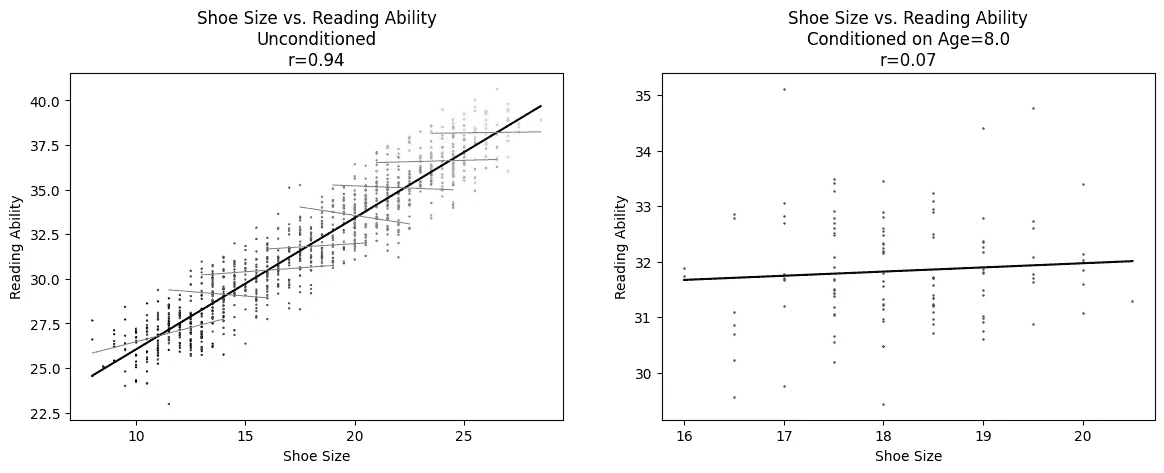 Shoe Size vs. Reading Ability
Unconditioned
r=0.94
Reading Ability
40.0
37.5
35.0
32.5
30.0
27.5
25.0
22.5
10
15
20
25
Shoe Size
Shoe Size vs. Reading Ability
Conditioned on Age=8.0
r=0.07
Reading Ability
35
34
33
32
31
30
16
17
18
19
20
Shoe Size